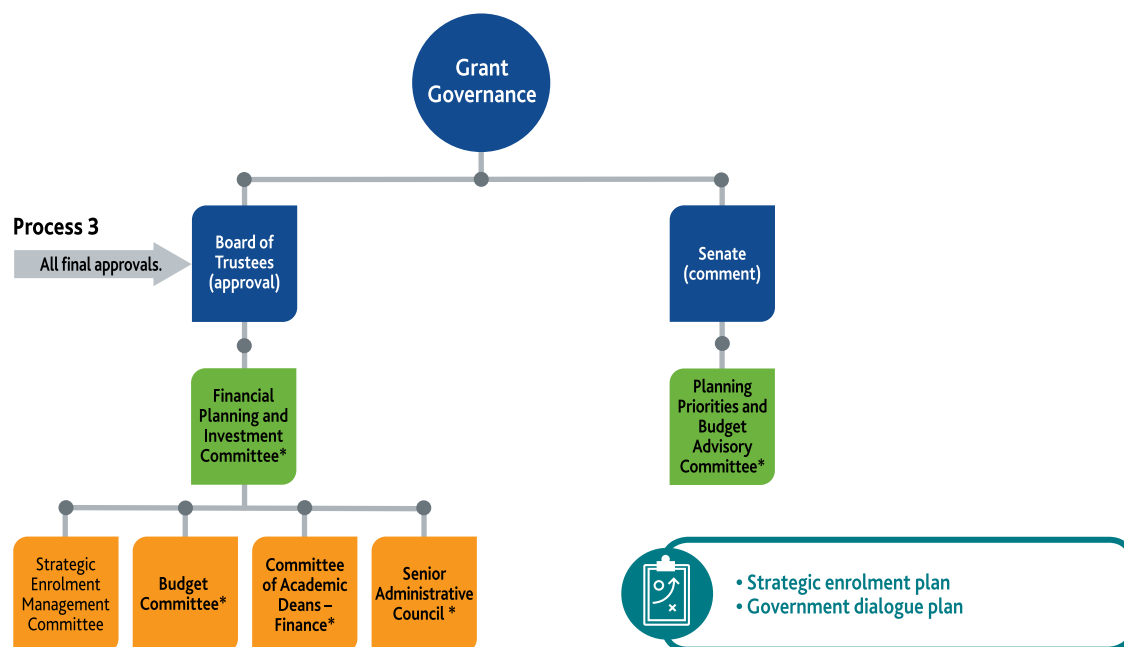 Grant
Governance
Process 3
All final approvals.
Board of
Trustees
(approval)
Senate
(comment)
Financial
Planning and
Investment
Committee*
Planning
Priorities and
Budget
Advisory
Committee*
Strategic
Enrolment
Management
Committee
Budget
Committee*
Committee
of Academic
Deans –
Finance*
Senior
Administrative
Council *
• Strategic enrolment plan
• Government dialogue plan